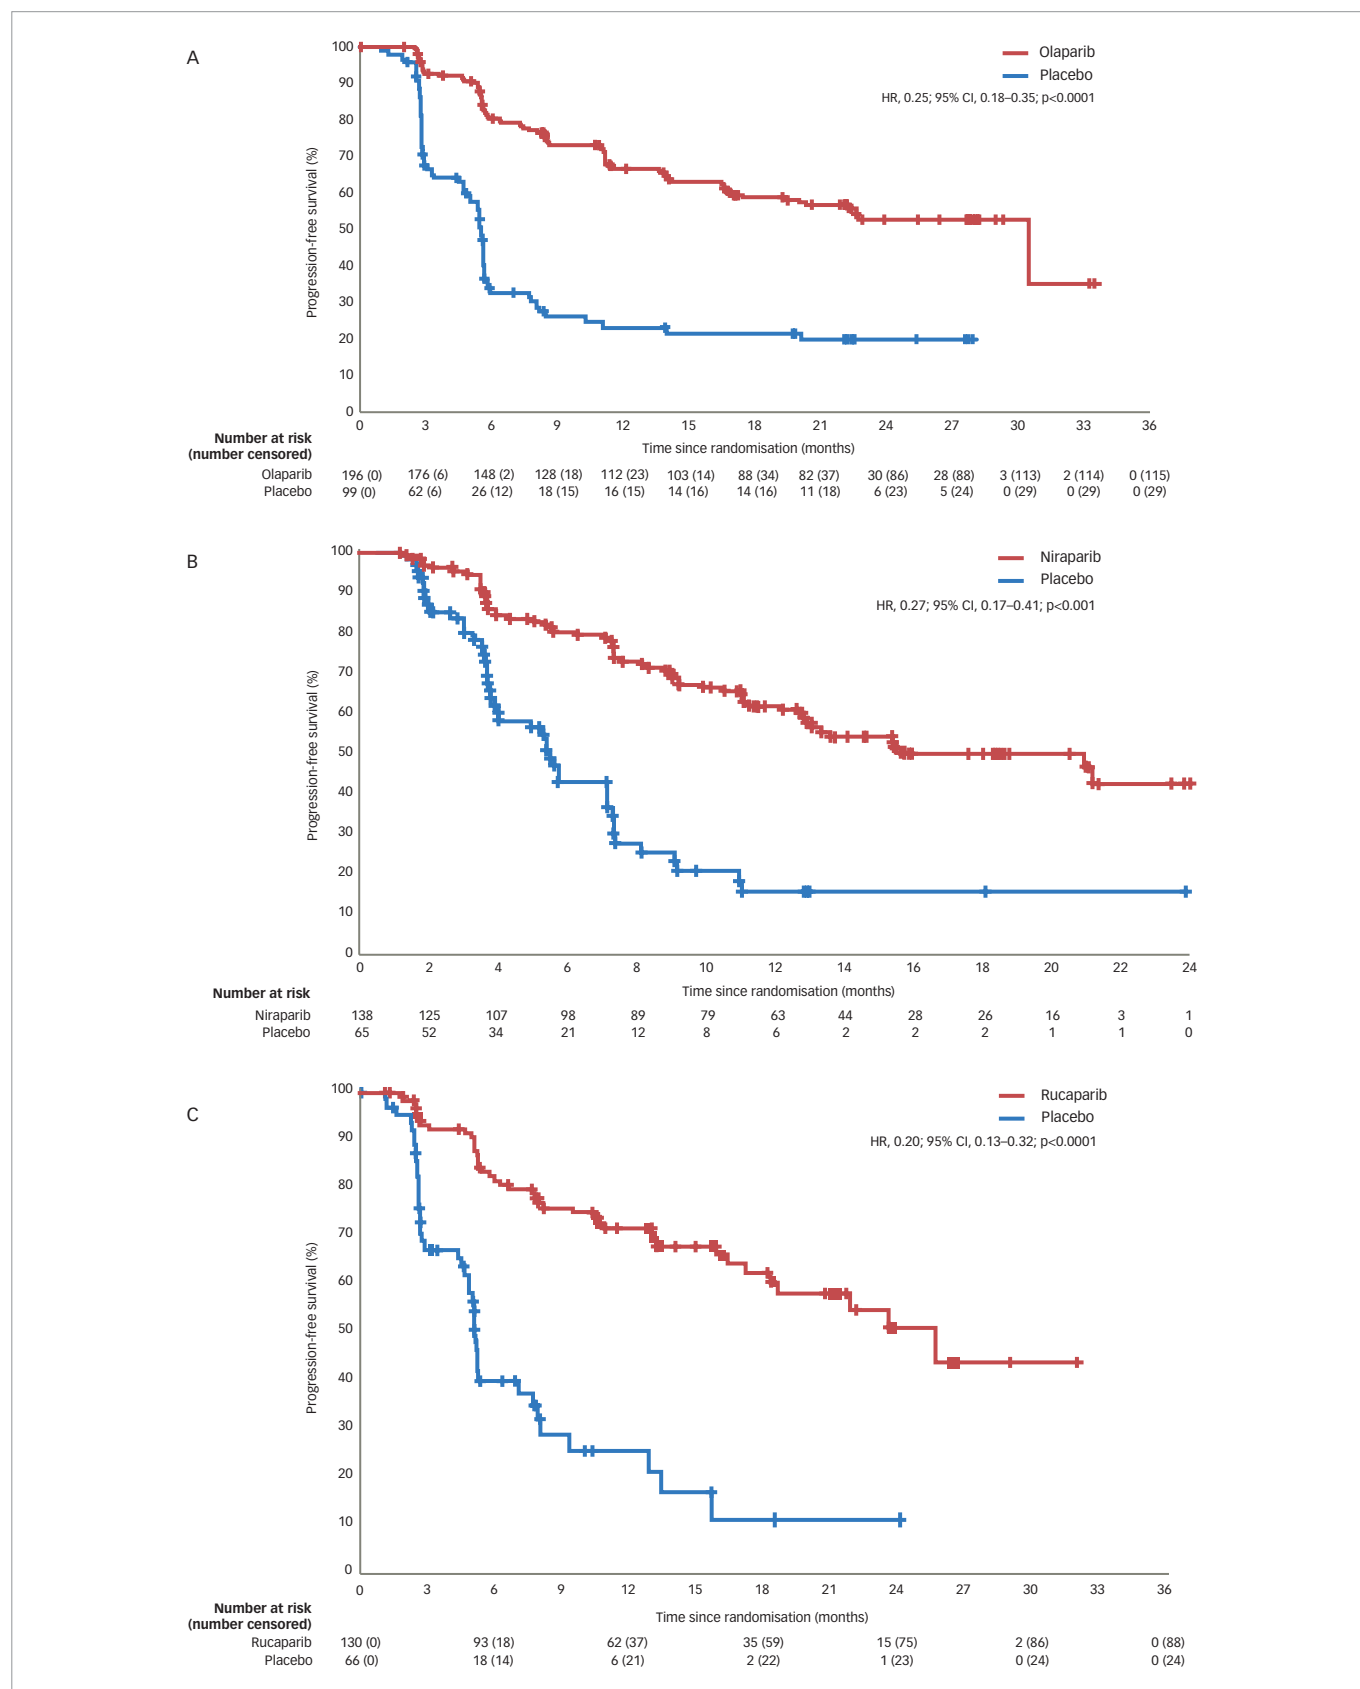 A
Olaparib
Placebo
HR, 0.25; 95% CI, 0.18–0.35; p<0.0001
Progression-free survival (%)
100
90
80
70
60
50
40
30
20
10
0
0 3 6 9 12 15 18 21 24 27 30 33 36
Time since randomisation (months)
Number at risk
(number censored)
Olaparib 196 (0) 176 (6) 148 (2) 128 (18) 112 (23) 103 (14) 88 (34) 82 (37) 30 (86) 28 (88) 3 (113) 2 (114) 0 (115)
Placebo 99 (0) 62 (6) 26 (12) 18 (15) 16 (15) 14 (16) 14 (16) 11 (18) 6 (23) 5 (24) 0 (29) 0 (29) 0 (29)
B
Niraparib
Placebo
HR, 0.27; 95% CI, 0.17–0.41; p<0.001
Progression-free survival (%)
100
90
80
70
60
50
40
30
20
10
0
0 2 4 6 8 10 12 14 16 18 20 22 24
Time since randomisation (months)
Number at risk
Niraparib 138 125 107 98 89 79 63 44 28 26 16 3 1
Placebo 65 52 34 21 12 8 6 2 2 2 1 1 0
C
Rucaparib
Placebo
HR, 0.20; 95% CI, 0.13–0.32; p<0.0001
Progression-free survival (%)
100
90
80
70
60
50
40
30
20
10
0
0 3 6 9 12 15 18 21 24 27 30 33 36
Time since randomisation (months)
Number at risk
(number censored)
Rucaparib 130 (0) 93 (18) 62 (37) 35 (59) 15 (75) 2 (86) 0 (88)
Placebo 66 (0) 18 (14) 6 (21) 2 (22) 1 (23) 0 (24) 0 (24)